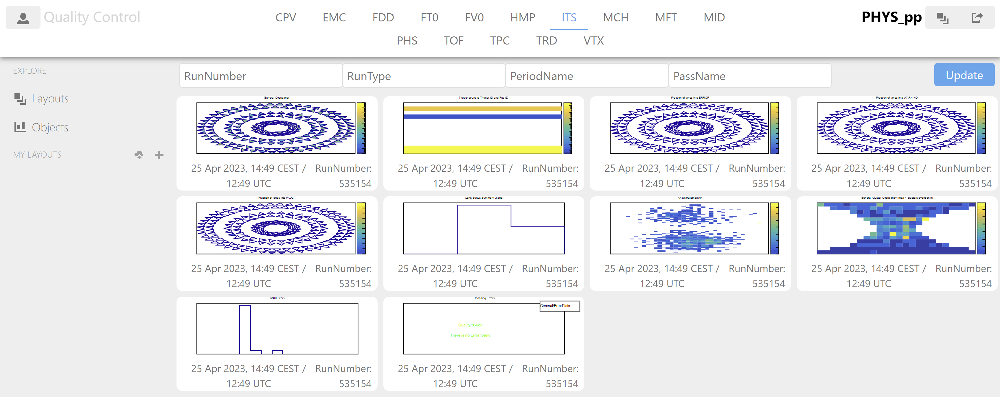 Quality Control
CPV EMC FDD FT0 FV0 HMP ITS MCH MFT MID
PHS TOF TPC TRD VTX
PHYS_pp
EXPLORE
Layouts
Objects
MY LAYOUTS
RunNumber RunType PeriodName PassName Update
General Occupancy
25 Apr 2023, 14:49 CEST / RunNumber:
12:49 UTC 535154
Trigger count vs Trigger ID and Fee ID
25 Apr 2023, 14:49 CEST / RunNumber:
12:49 UTC 535154
Fraction of lanes into ERROR
25 Apr 2023, 14:49 CEST / RunNumber:
12:49 UTC 535154
Fraction of lanes into WARNING
25 Apr 2023, 14:49 CEST / RunNumber:
12:49 UTC 535154
Fraction of lanes into FAULT
25 Apr 2023, 14:49 CEST / RunNumber:
12:49 UTC 535154
Lane Status Summary Global
25 Apr 2023, 14:49 CEST / RunNumber:
12:49 UTC 535154
AngularDistribution
25 Apr 2023, 14:49 CEST / RunNumber:
12:49 UTC 535154
General Cluster Occupancy (max n_clusters/event/chip)
25 Apr 2023, 14:49 CEST / RunNumber:
12:49 UTC 535154
hNClusters
25 Apr 2023, 14:49 CEST / RunNumber:
12:49 UTC 535154
Decoding Errors
General/ErrorPlots
Quality::Good
There is no Error found
25 Apr 2023, 14:49 CEST / RunNumber:
12:49 UTC 535154